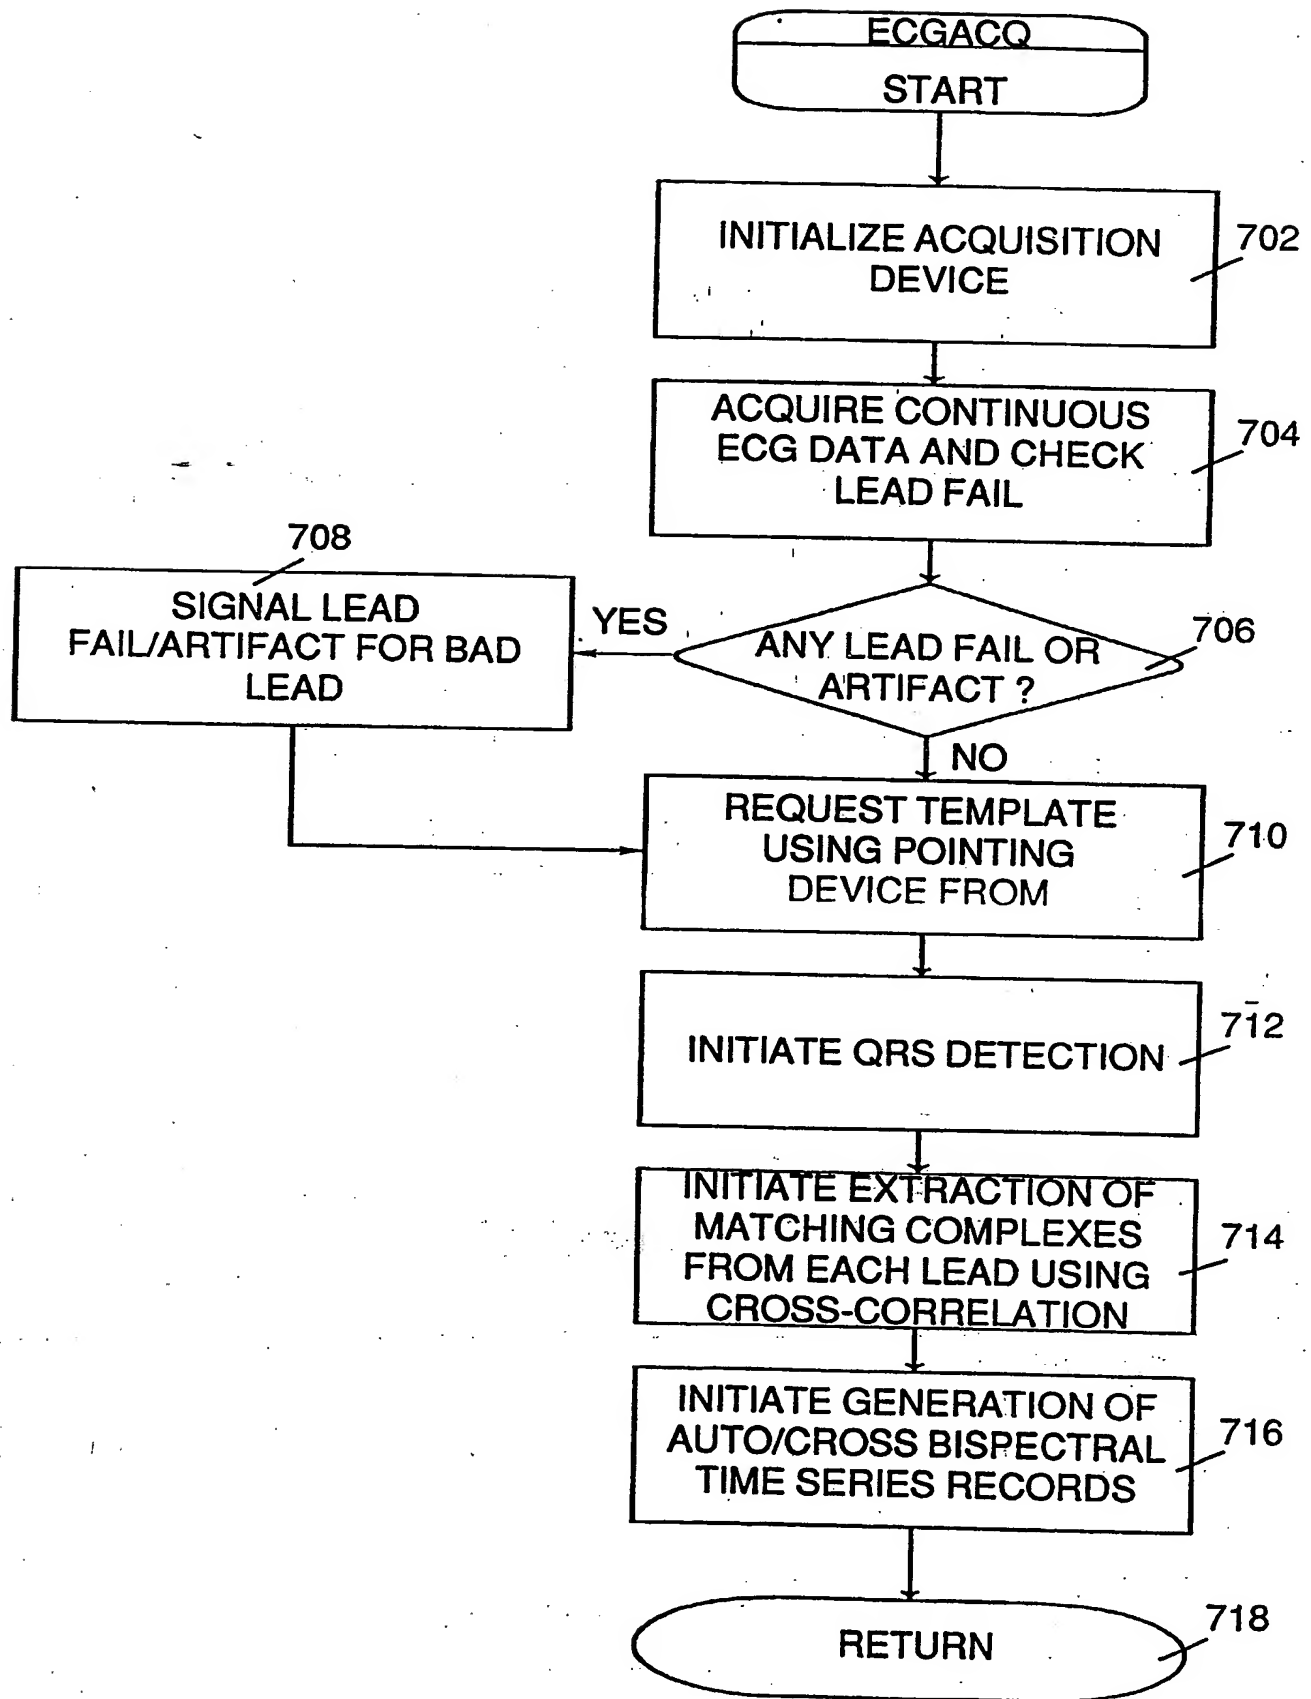 ECGACQ
START
INITIALIZE ACQUISITION
DEVICE
702
ACQUIRE CONTINUOUS
ECG DATA AND CHECK
LEAD FAIL
704
708
SIGNAL LEAD
FAIL/ARTIFACT FOR BAD
LEAD
YES
ANY LEAD FAIL OR
ARTIFACT ?
706
NO
REQUEST TEMPLATE
USING POINTING
DEVICE FROM
710
INITIATE QRS DETECTION
712
INITIATE EXTRACTION OF
MATCHING COMPLEXES
FROM EACH LEAD USING
CROSS-CORRELATION
714
INITIATE GENERATION OF
AUTO/CROSS BISPECTRAL
TIME SERIES RECORDS
716
RETURN
718